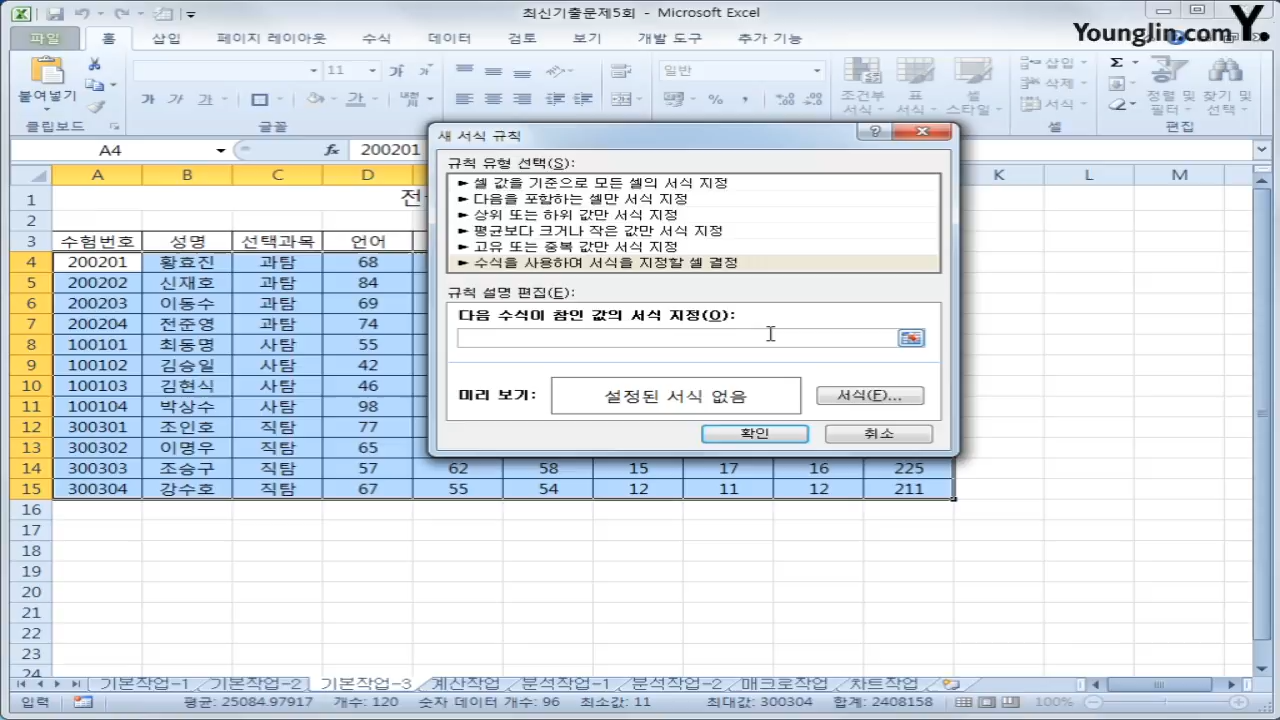 최신기출문제5회 - Microsoft Excel
Younglin.com Y.
파일 홈 삽입 페이지 레이아웃 수식 데이터 검토 보기 개발 도구 추가 기능
붙여넣기 11 가 가 일반 조건부 서식 표 서식 셀 스타일 삽입 삭제 서식 Σ 정렬 및 필터 찾기 및 선택
가 가 가 가 %
클립보드 글꼴 셀 편집
A4 fx 200201
A B C D K L M
1 전
2
3 수험번호 성명 선택과목 언어
4 200201 황효진 과탐 68
5 200202 신재호 과탐 84
6 200203 이동수 과탐 69
7 200204 전준영 과탐 74
8 100101 최동명 사탐 55
9 100102 김승일 사탐 42
10 100103 김현식 사탐 46
11 100104 박상수 사탐 98
12 300301 조인호 직탐 77
13 300302 이명우 직탐 65
14 300303 조승구 직탐 57 62 58 15 17 16 225
15 300304 강수호 직탐 67 55 54 12 11 12 211
16
17
18
19
20
21
22
23
24
새 서식 규칙
규칙 유형 선택(S):
► 셀 값을 기준으로 모든 셀의 서식 지정
► 다음을 포함하는 셀만 서식 지정
► 상위 또는 하위 값만 서식 지정
► 평균보다 크거나 작은 값만 서식 지정
► 고유 또는 중복 값만 서식 지정
► 수식을 사용하여 서식을 지정할 셀 결정
규칙 설명 편집(E):
다음 수식이 참인 값의 서식 지정(O):
미리 보기: 설정된 서식 없음 서식(F)...
확인 취소
기본작업-1 기본작업-2 기본작업-3 계산작업 분석작업-1 분석작업-2 매크로작업 차트작업
입력 평균: 25084.97917 개수: 120 숫자 데이터 개수: 96 최소값: 11 최대값: 300304 합계: 2408158 100%